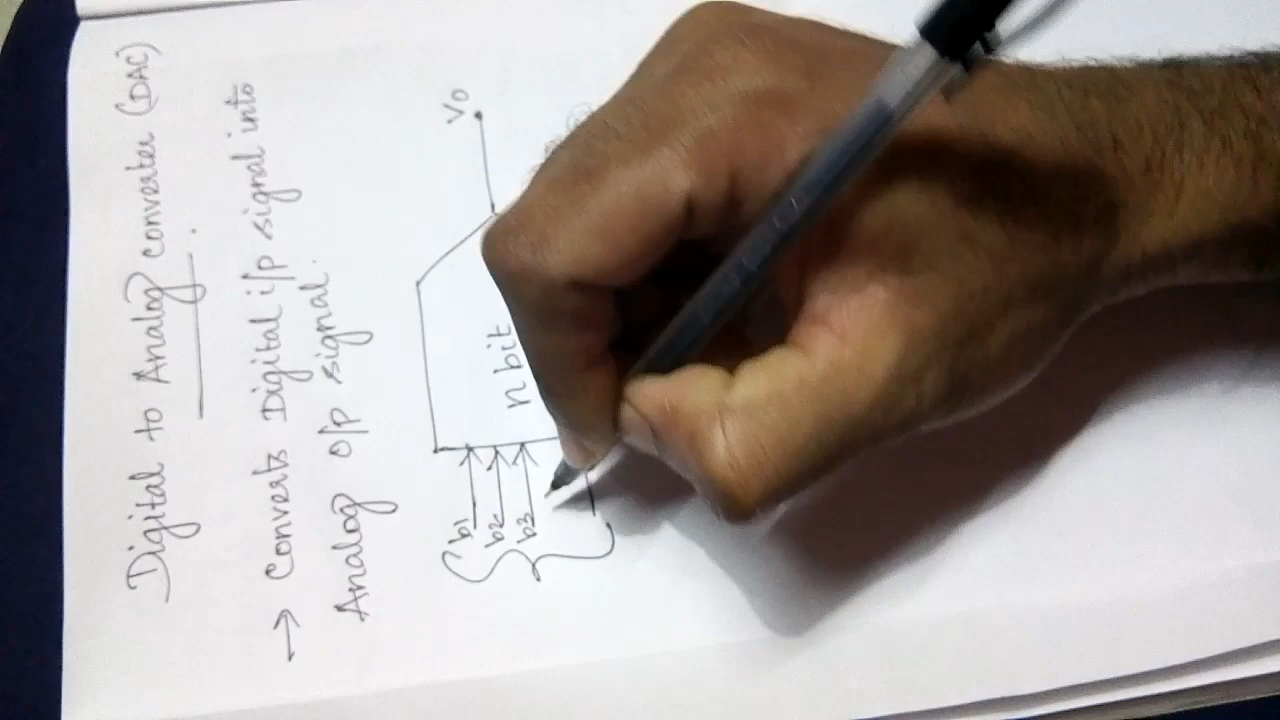 Digital to Analog converter (DAC).
→ Converts Digital i/p signal into
Analog o/p signal.
Vo
n bit
b1
b2
b3